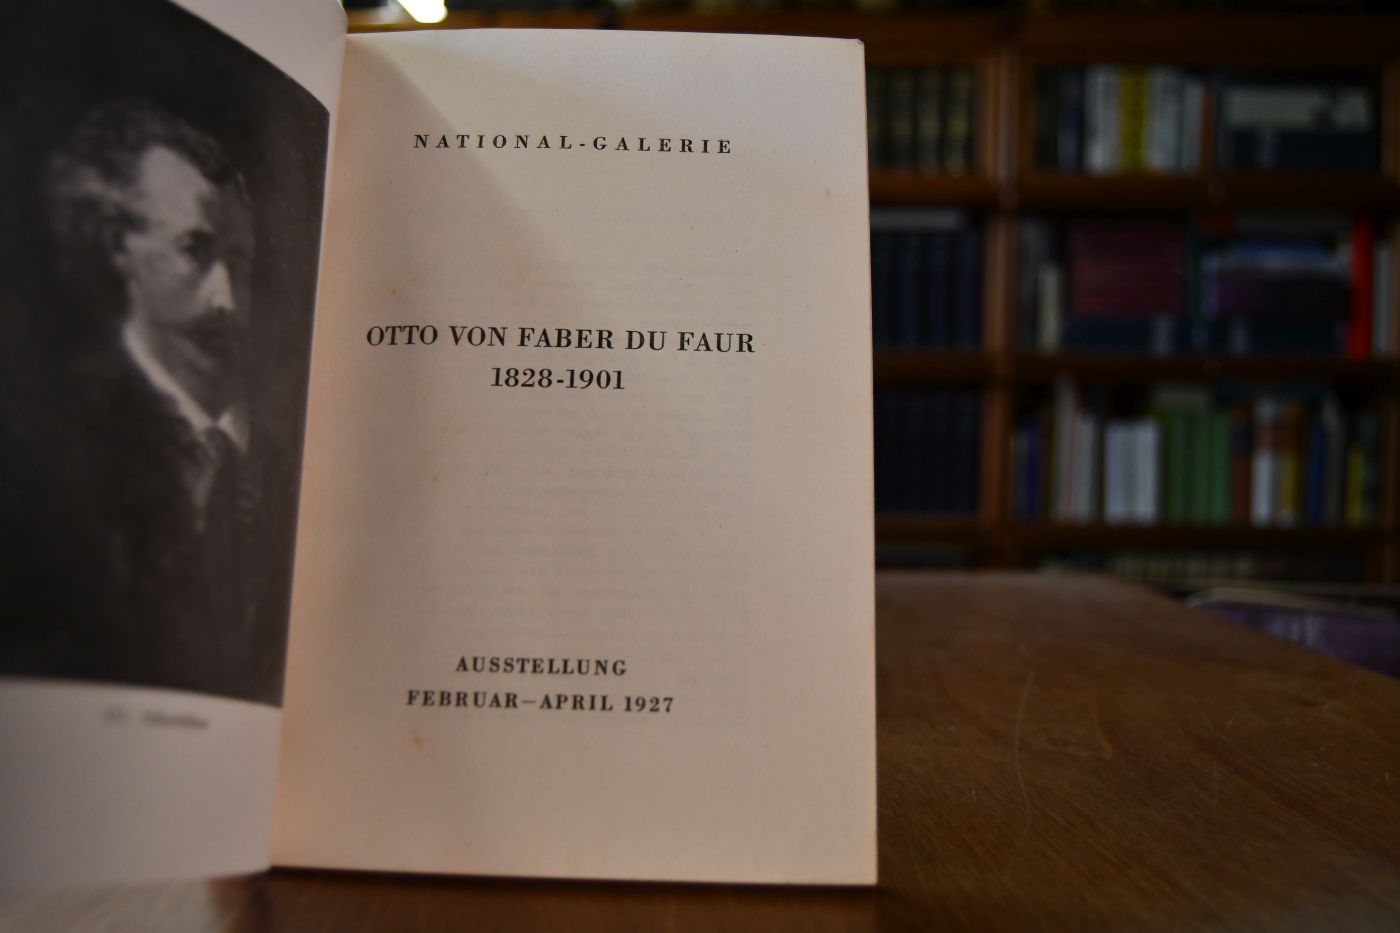 NATIONAL-GALERIE
OTTO VON FABER DU FAUR
1828-1901
AUSSTELLUNG
FEBRUAR—APRIL 1927